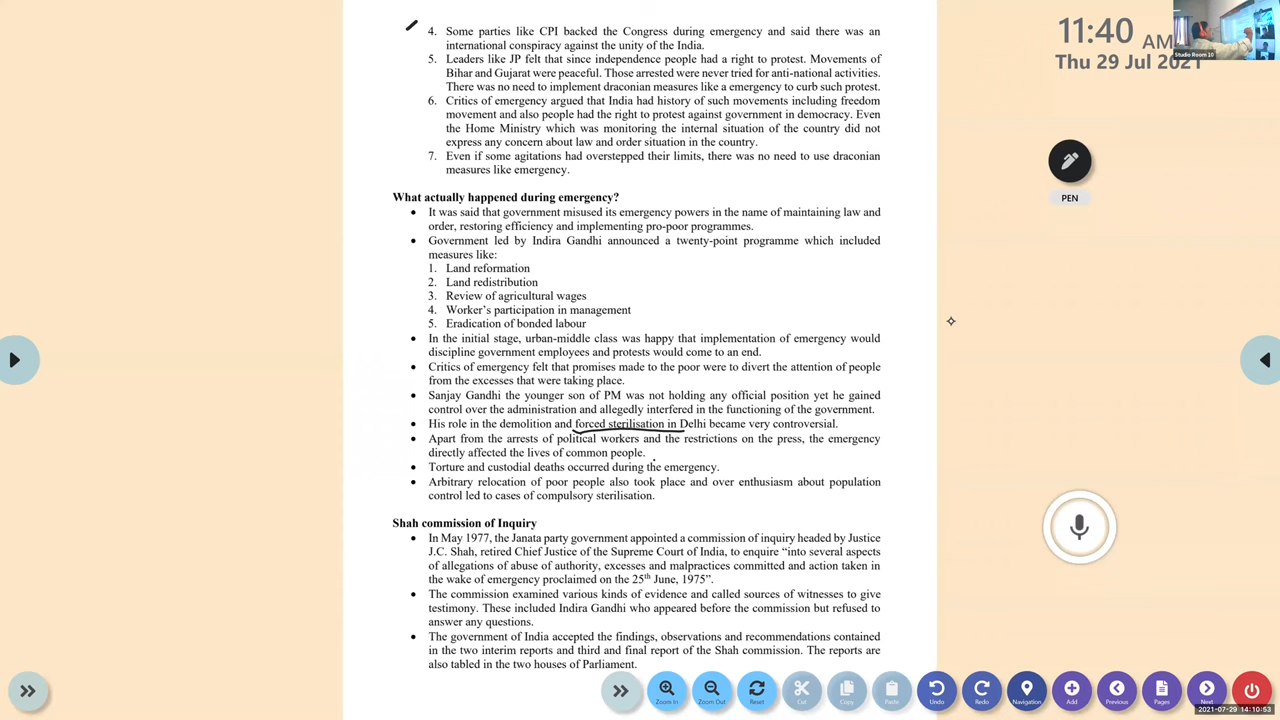 4. Some parties like CPI backed the Congress during emergency and said there was an
international conspiracy against the unity of the India.
5. Leaders like JP felt that since independence people had a right to protest. Movements of
Bihar and Gujarat were peaceful. Those arrested were never tried for anti-national activities.
There was no need to implement draconian measures like a emergency to curb such protest.
6. Critics of emergency argued that India had history of such movements including freedom
movement and also people had the right to protest against government in democracy. Even
the Home Ministry which was monitoring the internal situation of the country did not
express any concern about law and order situation in the country.
7. Even if some agitations had overstepped their limits, there was no need to use draconian
measures like emergency.
What actually happened during emergency?
• It was said that government misused its emergency powers in the name of maintaining law and
order, restoring efficiency and implementing pro-poor programmes.
• Government led by Indira Gandhi announced a twenty-point programme which included
measures like:
1. Land reformation
2. Land redistribution
3. Review of agricultural wages
4. Worker's participation in management
5. Eradication of bonded labour
• In the initial stage, urban-middle class was happy that implementation of emergency would
discipline government employees and protests would come to an end.
• Critics of emergency felt that promises made to the poor were to divert the attention of people
from the excesses that were taking place.
• Sanjay Gandhi the younger son of PM was not holding any official position yet he gained
control over the administration and allegedly interfered in the functioning of the government.
• His role in the demolition and forced sterilisation in Delhi became very controversial.
• Apart from the arrests of political workers and the restrictions on the press, the emergency
directly affected the lives of common people.
• Torture and custodial deaths occurred during the emergency.
• Arbitrary relocation of poor people also took place and over enthusiasm about population
control led to cases of compulsory sterilisation.
Shah commission of Inquiry
• In May 1977, the Janata party government appointed a commission of inquiry headed by Justice
J.C. Shah, retired Chief Justice of the Supreme Court of India, to enquire “into several aspects
of allegations of abuse of authority, excesses and malpractices committed and action taken in
the wake of emergency proclaimed on the 25th June, 1975”.
• The commission examined various kinds of evidence and called sources of witnesses to give
testimony. These included Indira Gandhi who appeared before the commission but refused to
answer any questions.
• The government of India accepted the findings, observations and recommendations contained
in the two interim reports and third and final report of the Shah commission. The reports are
also tabled in the two houses of Parliament.
11:40 AM
Thu 29 Jul 2021
Studio Room 10
PEN
Zoom In Zoom Out Reset Cut Copy Paste Undo Redo Navigation Add Previous Pages Next
2021-07-29 14:10:53